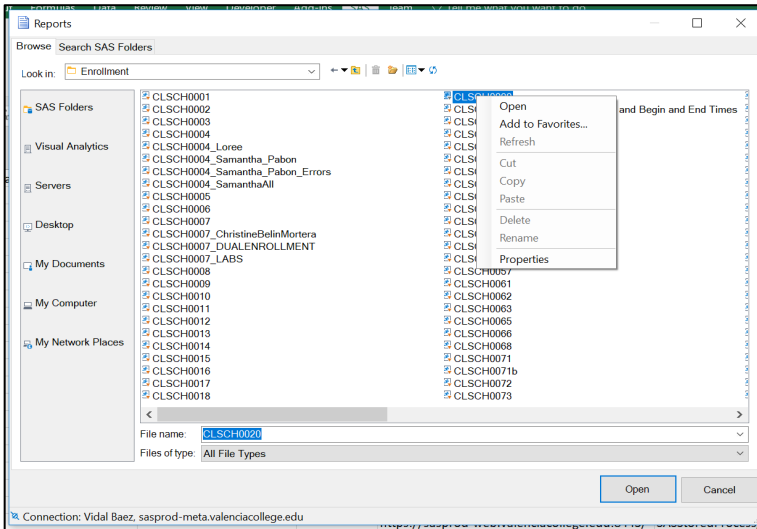 Formulas Data Review View Developer Add-ins SAS Team Tell me what you want to do
Reports
Browse Search SAS Folders
Look in: Enrollment
SAS Folders
Visual Analytics
Servers
Desktop
My Documents
My Computer
My Network Places
CLSCH0001
CLSCH0002
CLSCH0003
CLSCH0004
CLSCH0004_Loree
CLSCH0004_Samantha_Pabon
CLSCH0004_Samantha_Pabon_Errors
CLSCH0004_SamanthaAll
CLSCH0005
CLSCH0006
CLSCH0007
CLSCH0007_ChristineBelinMortera
CLSCH0007_DUALENROLLMENT
CLSCH0007_LABS
CLSCH0008
CLSCH0009
CLSCH0010
CLSCH0011
CLSCH0012
CLSCH0013
CLSCH0014
CLSCH0015
CLSCH0016
CLSCH0017
CLSCH0018
and Begin and End Times
CLSCH0057
CLSCH0061
CLSCH0062
CLSCH0063
CLSCH0065
CLSCH0066
CLSCH0068
CLSCH0071
CLSCH0071b
CLSCH0072
CLSCH0073
Open
Add to Favorites...
Refresh
Cut
Copy
Paste
Delete
Rename
Properties
File name: CLSCH0020
Files of type: All File Types
Open Cancel
Connection: Vidal Baez, sasprod-meta.valenciacollege.edu